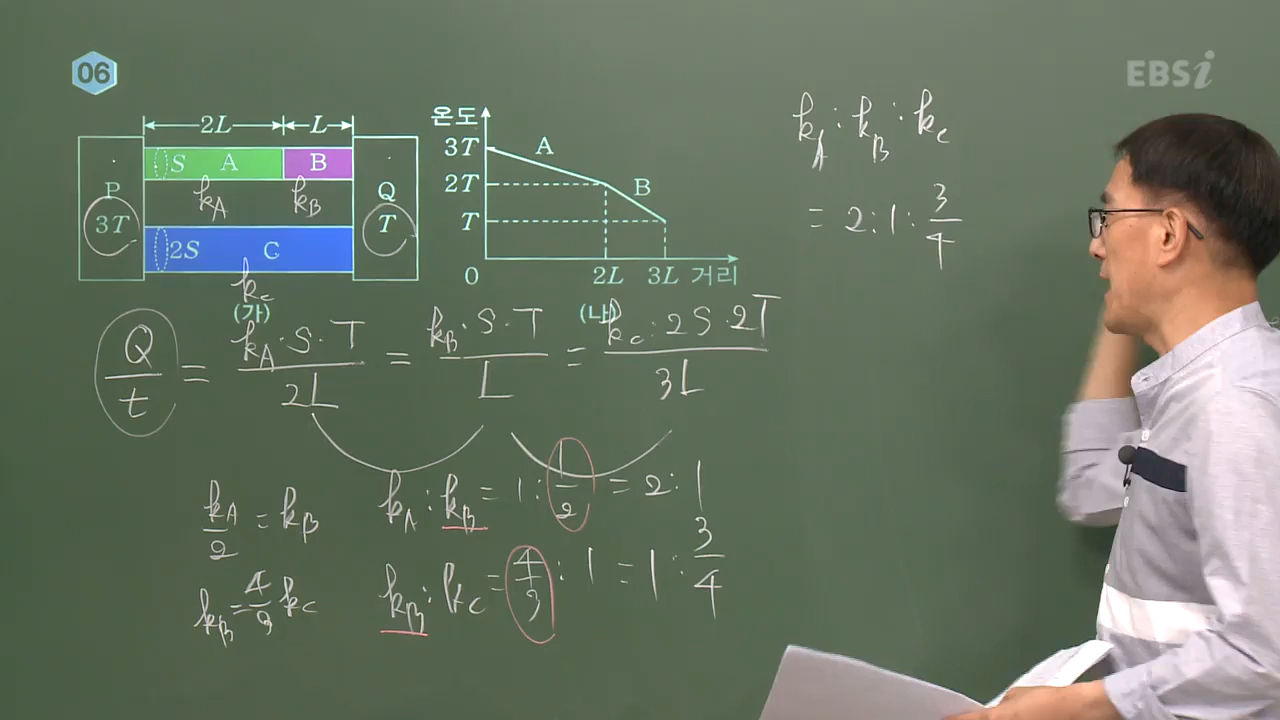 06
EBSi
2L L
S A B
k_A k_B
P 3T
Q T
2S C
k_C
(가)
온도
3T A
2T B
T
0 2L 3L 거리
(나)
k_A : k_B : k_C
= 2 : 1 : 3/4
Q/t = k_A·S·T/2L = k_B·S·T/L = k_C·2S·2T/3L
k_A/2 = k_B
k_A : k_B = 1 : 1/2 = 2 : 1
k_B = 4/3 k_C
k_B : k_C = 4/3 : 1 = 1 : 3/4